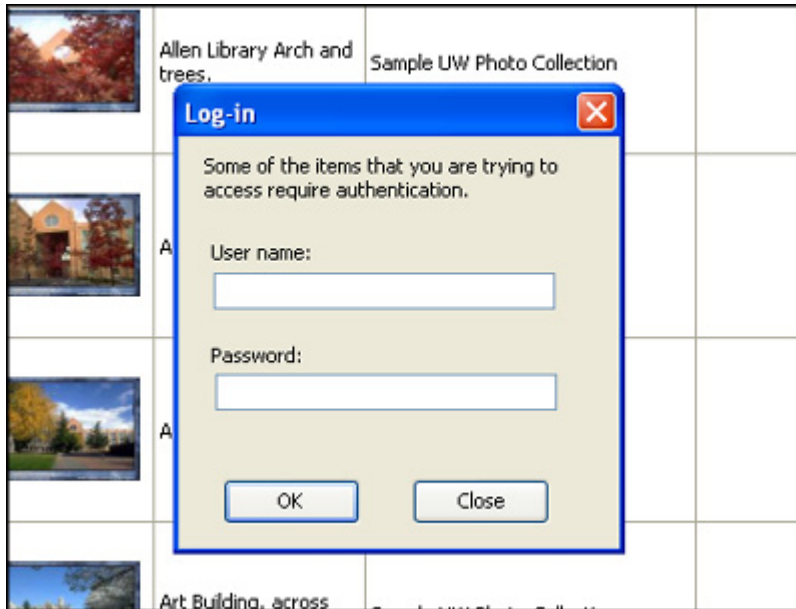 Allen Library Arch and
trees.
Sample UW Photo Collection
Log-in
Some of the items that you are trying to
access require authentication.
A
User name:
Password:
A
OK
Close
Art Building, across